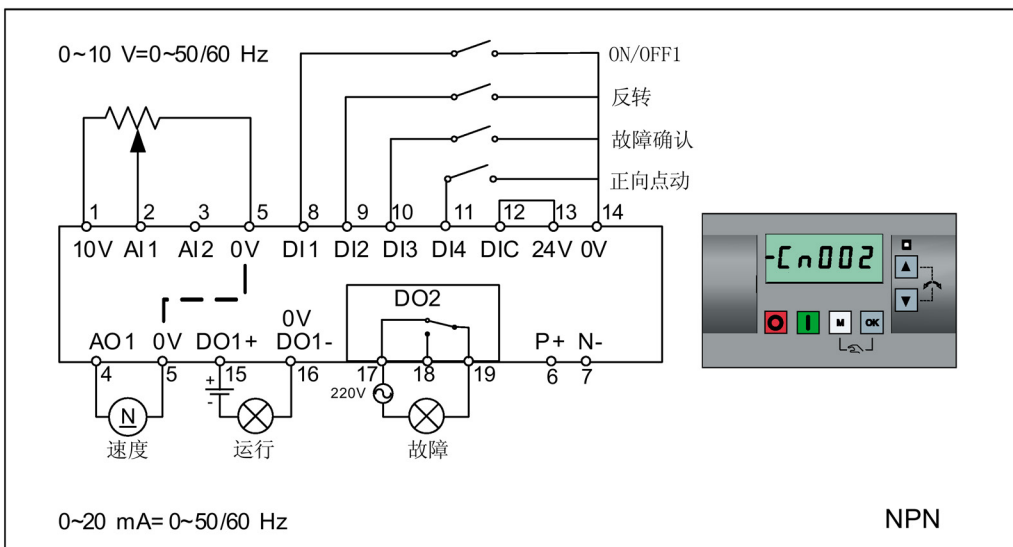 0~10 V=0~50/60 Hz
ON/OFF1
反转
故障确认
正向点动
1 2 3 5 8 9 10 11 12 13 14
10V AI1 AI2 0V DI1 DI2 DI3 DI4 DIC 24V 0V
-Cn002
M OK
DO2
0V
AO1 0V DO1+ DO1- P+ N-
4 5 15 16 17 18 19 6 7
+
-
220V
N
速度 运行 故障
0~20 mA= 0~50/60 Hz
NPN